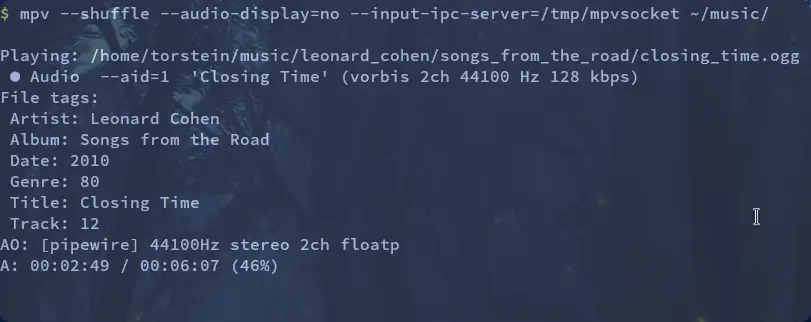 $ mpv --shuffle --audio-display=no --input-ipc-server=/tmp/mpvsocket ~/music/
Playing: /home/torstein/music/leonard_cohen/songs_from_the_road/closing_time.ogg
● Audio --aid=1 'Closing Time' (vorbis 2ch 44100 Hz 128 kbps)
File tags:
Artist: Leonard Cohen
Album: Songs from the Road
Date: 2010
Genre: 80
Title: Closing Time
Track: 12
AO: [pipewire] 44100Hz stereo 2ch floatp
A: 00:02:49 / 00:06:07 (46%)